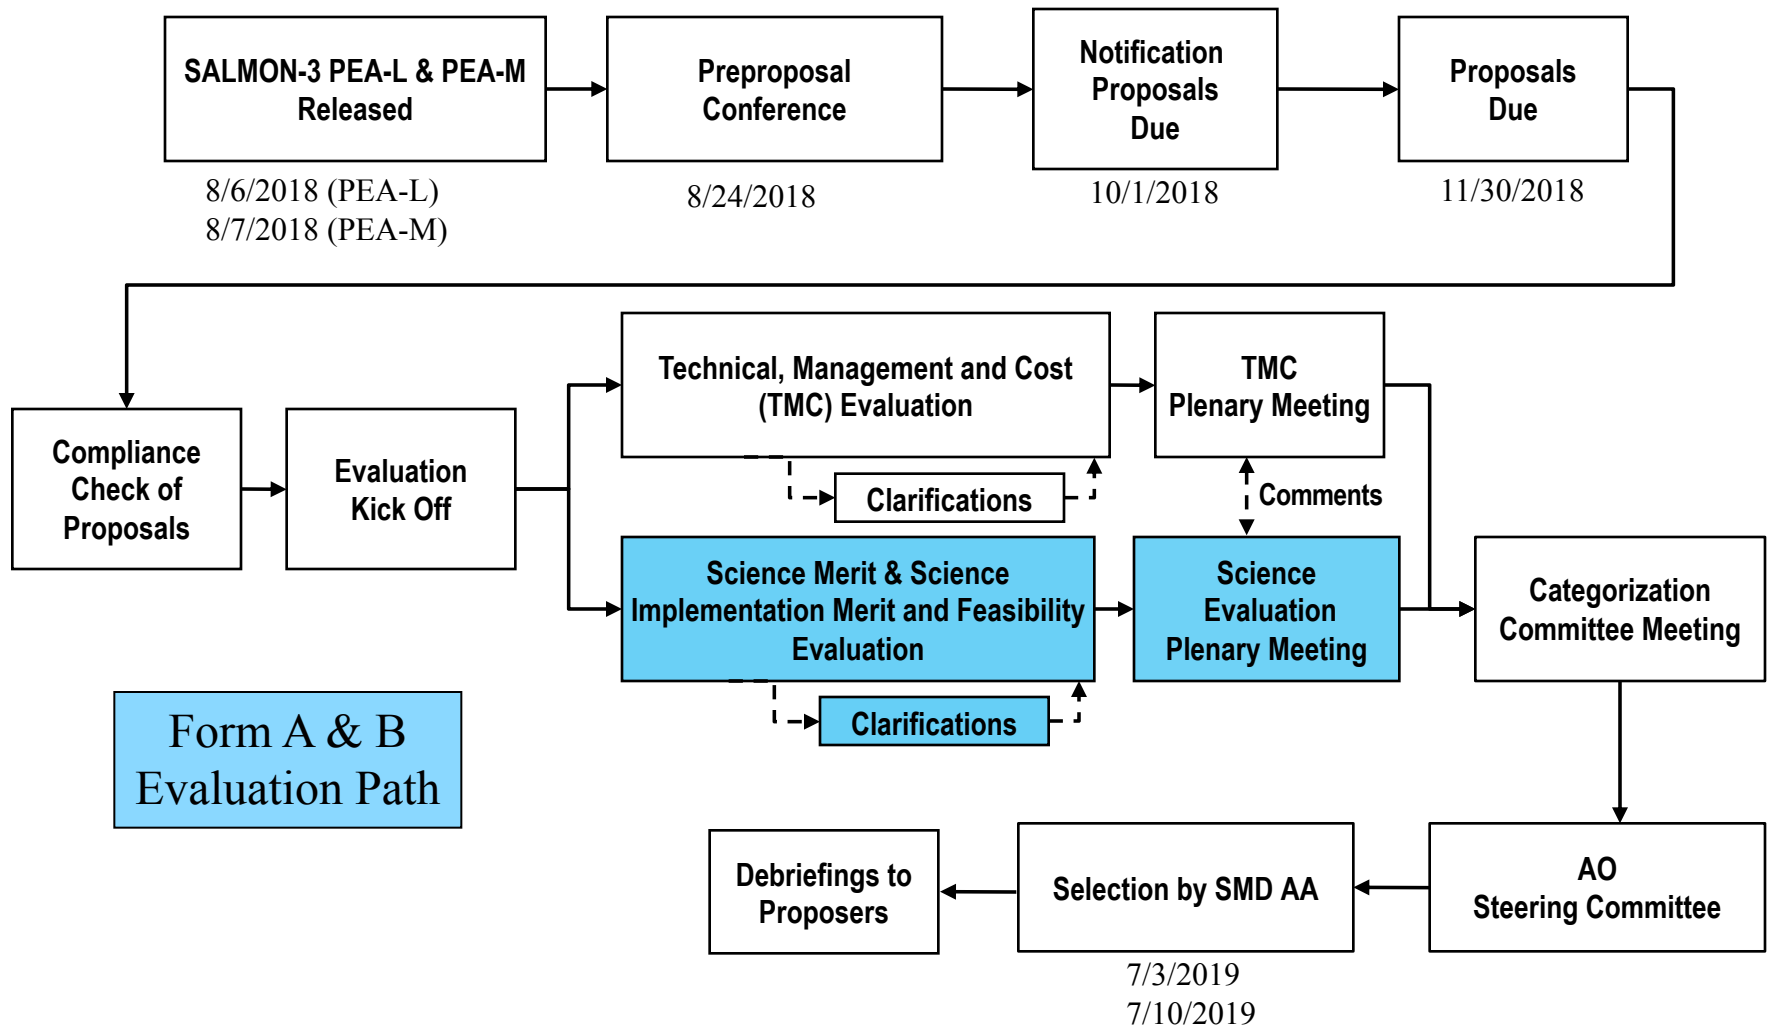 SALMON-3 PEA-L & PEA-M
Released
8/6/2018 (PEA-L)
8/7/2018 (PEA-M)
Preproposal
Conference
8/24/2018
Notification
Proposals
Due
10/1/2018
Proposals
Due
11/30/2018
Compliance
Check of
Proposals
Evaluation
Kick Off
Technical, Management and Cost
(TMC) Evaluation
Clarifications
TMC
Plenary Meeting
Comments
Science Merit & Science
Implementation Merit and Feasibility
Evaluation
Clarifications
Science
Evaluation
Plenary Meeting
Categorization
Committee Meeting
Form A & B
Evaluation Path
AO
Steering Committee
Selection by SMD AA
7/3/2019
7/10/2019
Debriefings to
Proposers